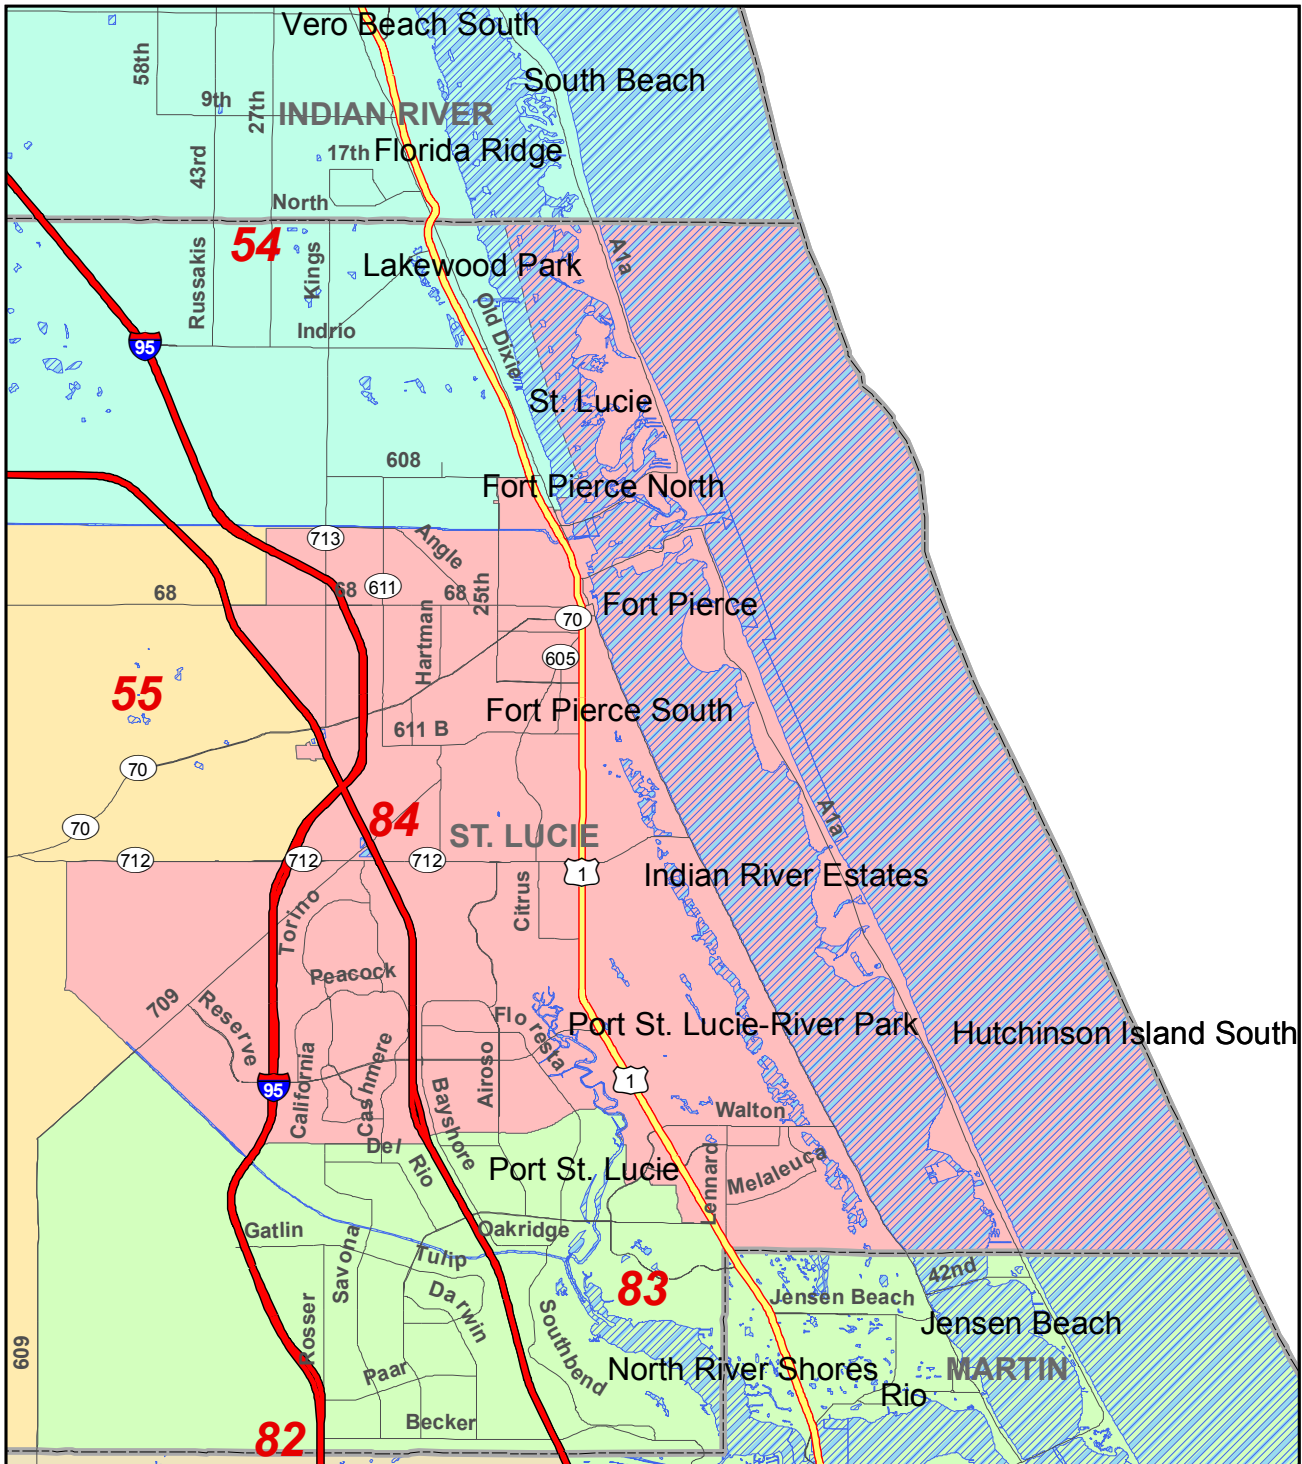 Vero Beach South
58th
South Beach
9th
27th
INDIAN RIVER
17th
Florida Ridge
43rd
North
54
A1a
Russakis
Kings
Lakewood Park
Old Dixie
Indrio
95
St. Lucie
608
Fort Pierce North
713
Angle
68
68
611
68
25th
Fort Pierce
70
Hartman
605
55
Fort Pierce South
611 B
70
84
A1a
70
ST. LUCIE
712
712
712
1
Indian River Estates
Citrus
Torino
Peacock
709
Reserve
Floresta
Port St. Lucie-River Park
Hutchinson Island South
California
Cashmere
Airoso
95
1
Bayshore
Walton
Del Rio
Port St. Lucie
Lennard
Melaleuca
Gatlin
Oakridge
Savona
Tulip
42nd
83
Darwin
Jensen Beach
Southbend
Jensen Beach
609
Rosser
Paar
North River Shores
MARTIN
Rio
Becker
82